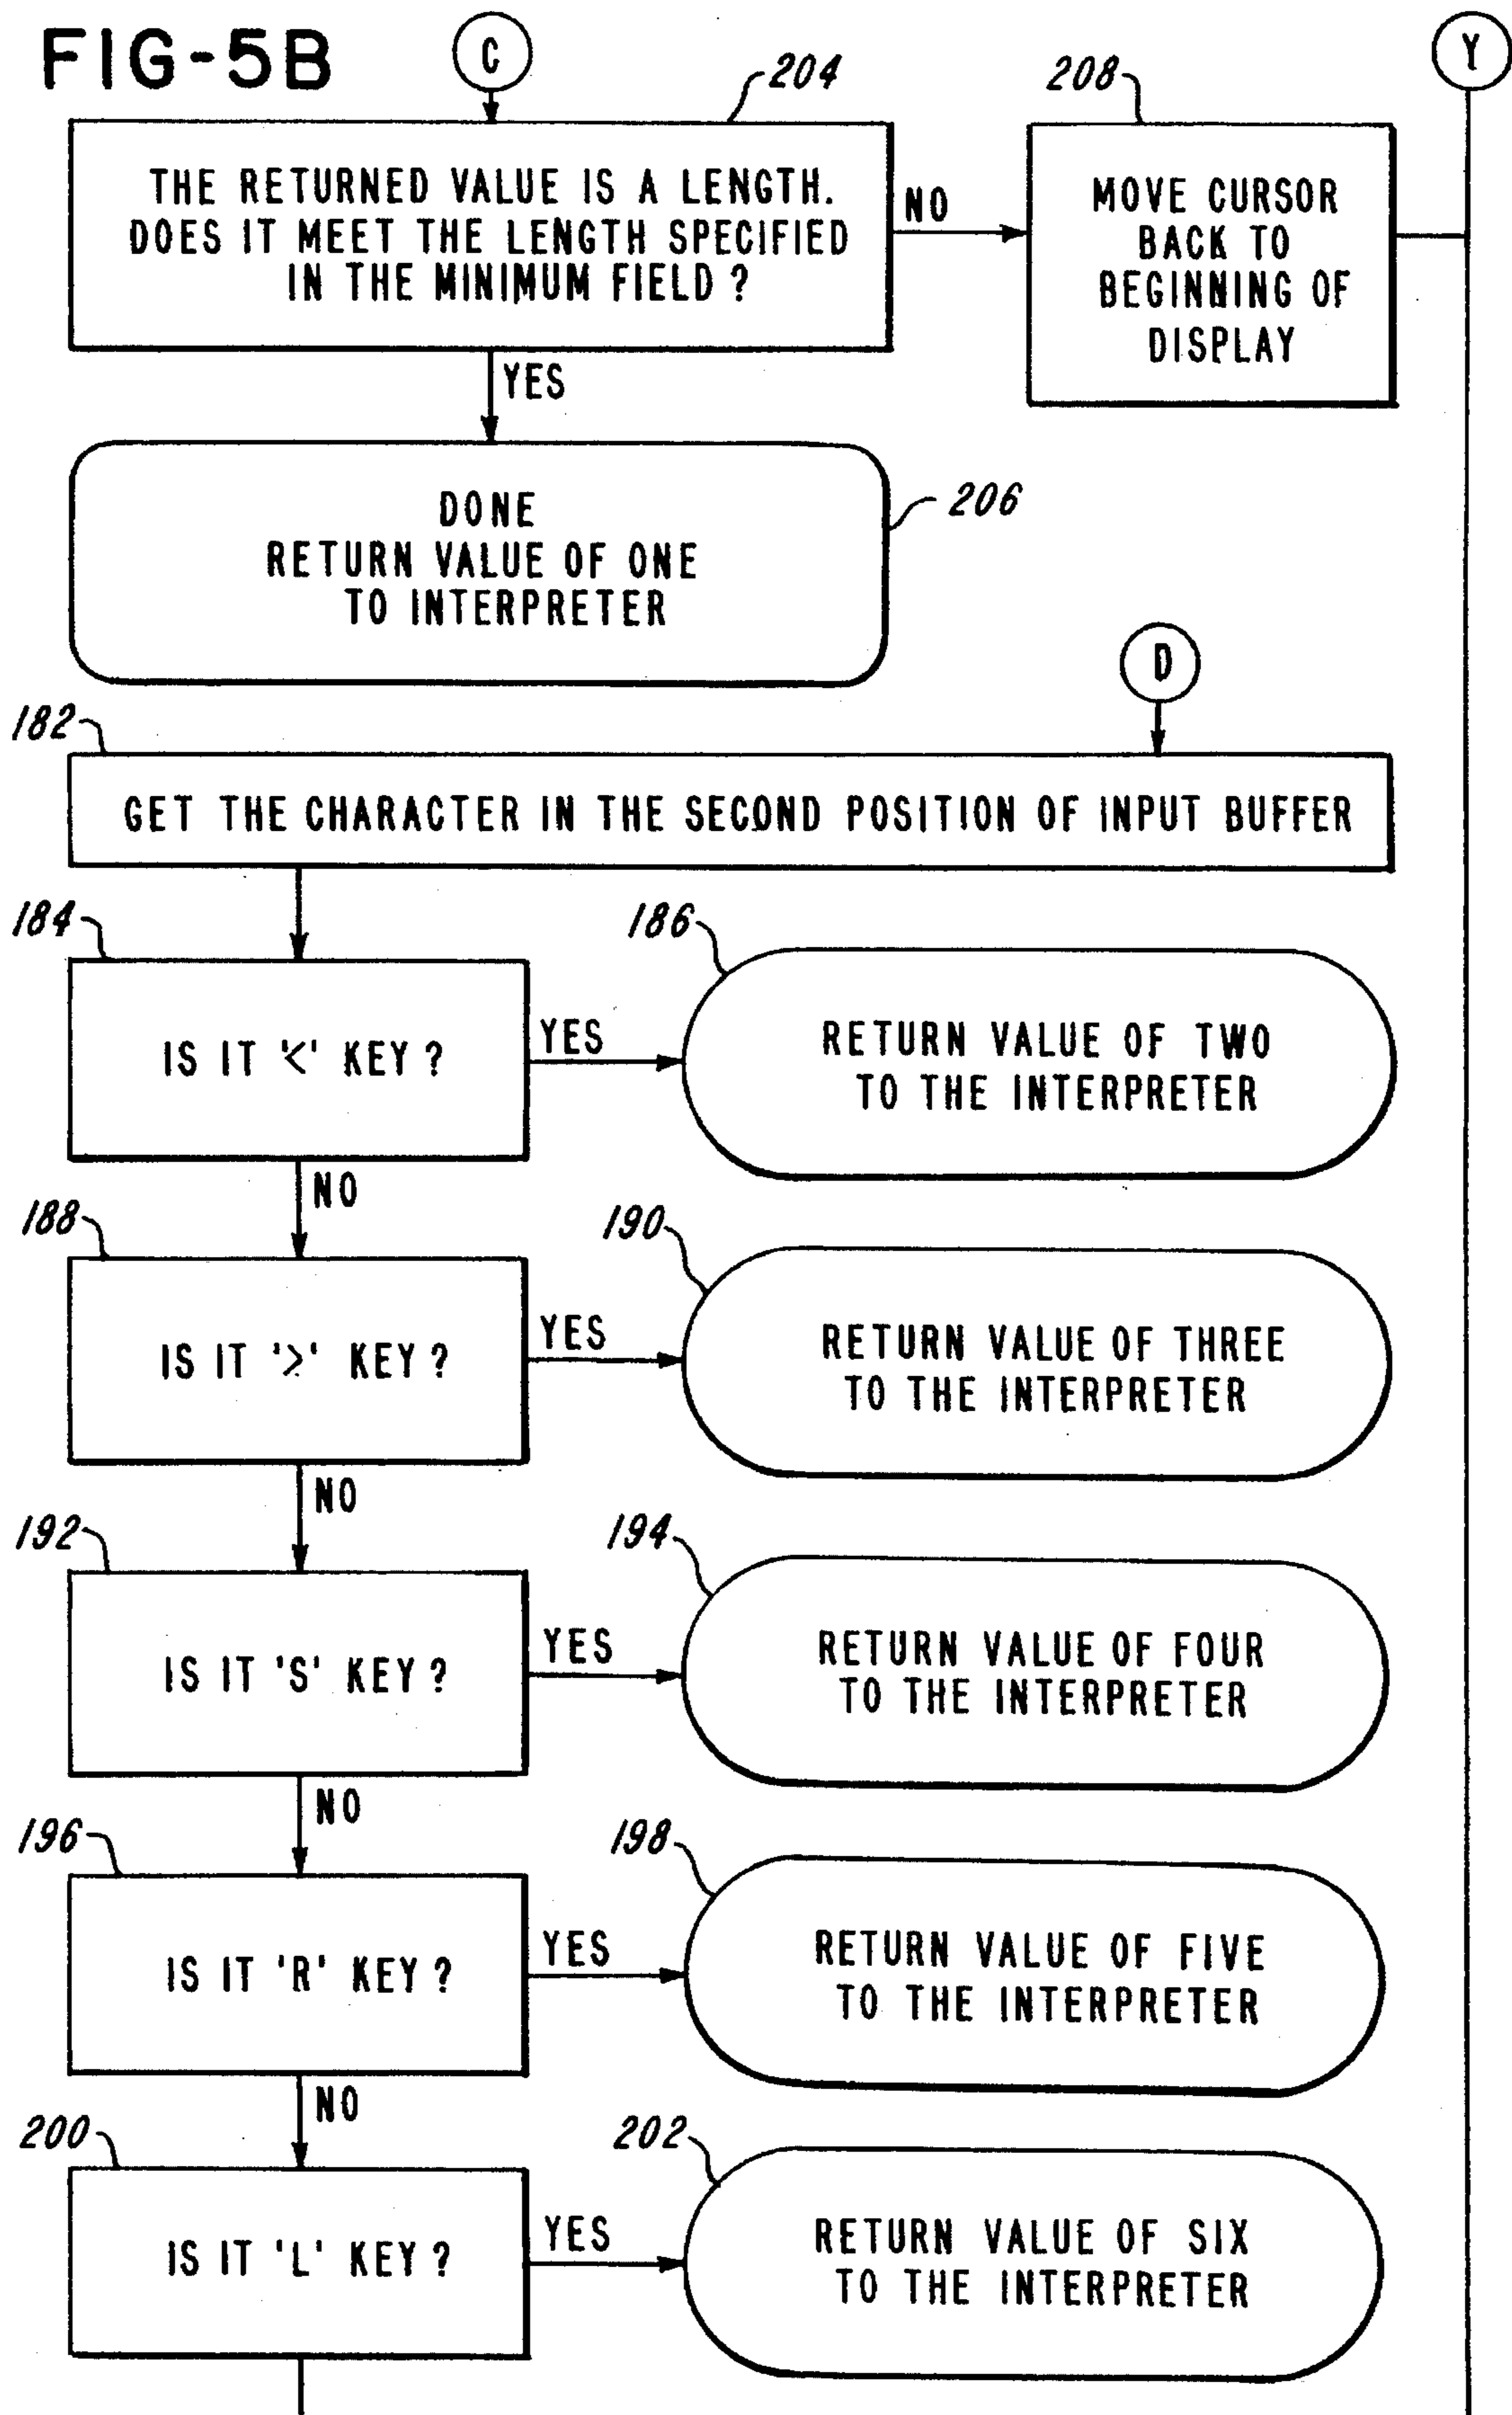 FIG-5B
C
Y
204
208
THE RETURNED VALUE IS A LENGTH.
DOES IT MEET THE LENGTH SPECIFIED
IN THE MINIMUM FIELD ?
NO
MOVE CURSOR
BACK TO
BEGINNING OF
DISPLAY
YES
DONE
RETURN VALUE OF ONE
TO INTERPRETER
206
D
182
GET THE CHARACTER IN THE SECOND POSITION OF INPUT BUFFER
184
IS IT '<' KEY ?
YES
186
RETURN VALUE OF TWO
TO THE INTERPRETER
NO
188
IS IT '>' KEY ?
YES
190
RETURN VALUE OF THREE
TO THE INTERPRETER
NO
192
IS IT 'S' KEY ?
YES
194
RETURN VALUE OF FOUR
TO THE INTERPRETER
NO
196
IS IT 'R' KEY ?
YES
198
RETURN VALUE OF FIVE
TO THE INTERPRETER
NO
200
IS IT 'L' KEY ?
YES
202
RETURN VALUE OF SIX
TO THE INTERPRETER